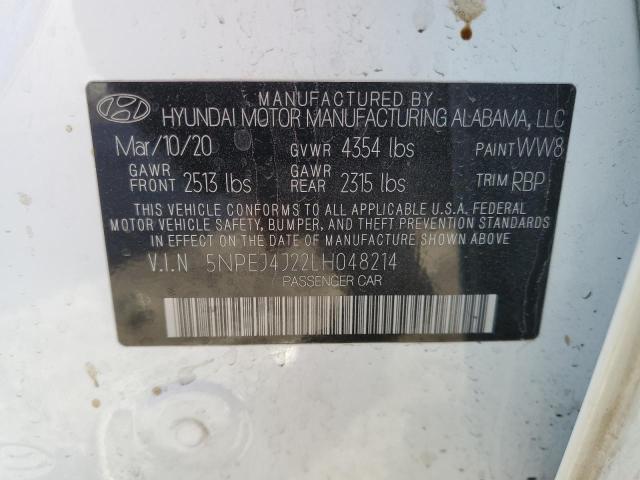 MANUFACTURED BY
HYUNDAI MOTOR MANUFACTURING ALABAMA, LLC
Mar/10/20 GVWR 4354 lbs PAINT WW8
GAWR FRONT 2513 lbs GAWR REAR 2315 lbs TRIM RBP
THIS VEHICLE CONFORMS TO ALL APPLICABLE U.S.A. FEDERAL
MOTOR VEHICLE SAFETY, BUMPER, AND THEFT PREVENTION STANDARDS
IN EFFECT ON THE DATE OF MANUFACTURE SHOWN ABOVE.
V.I.N 5NPEJ4J22LH048214
PASSENGER CAR